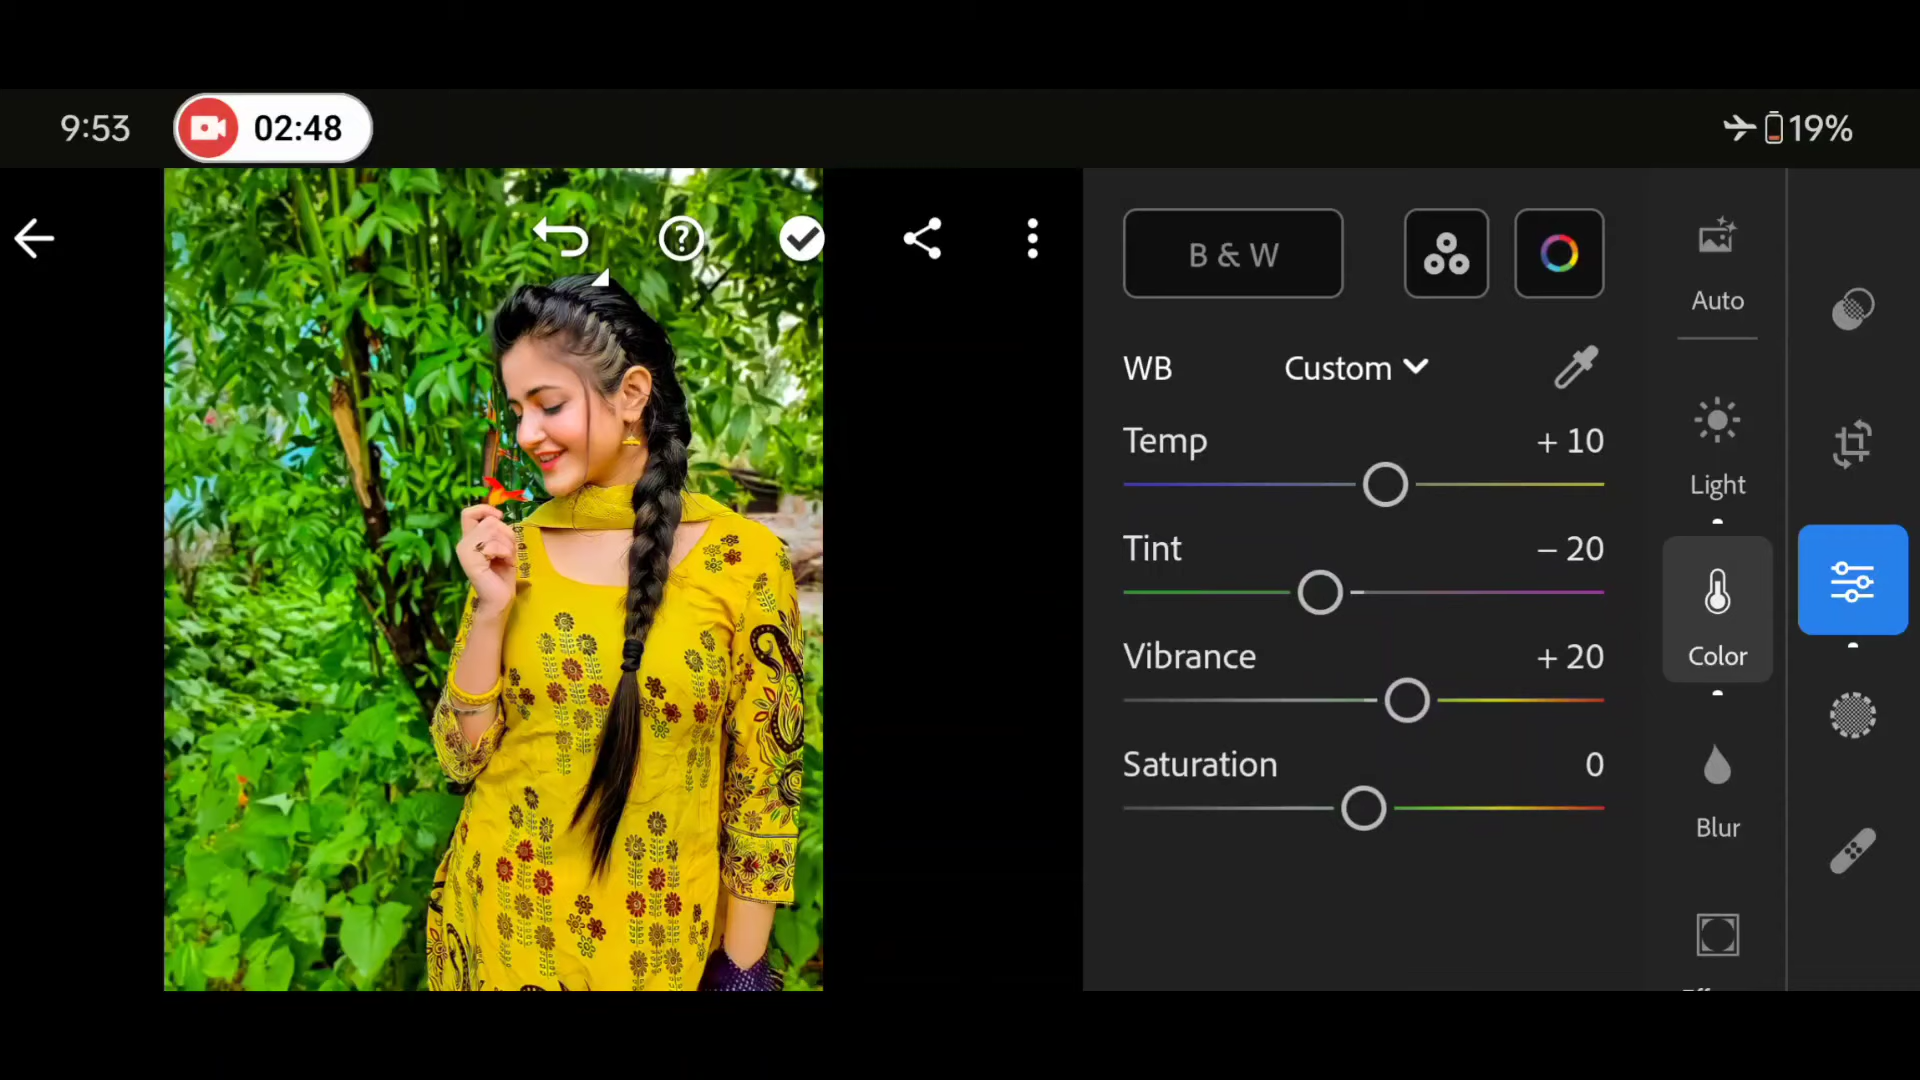 9:53
02:48
19%
B & W
Auto
WB
Custom
Temp
+ 10
Light
Tint
– 20
Vibrance
+ 20
Color
Saturation
0
Blur